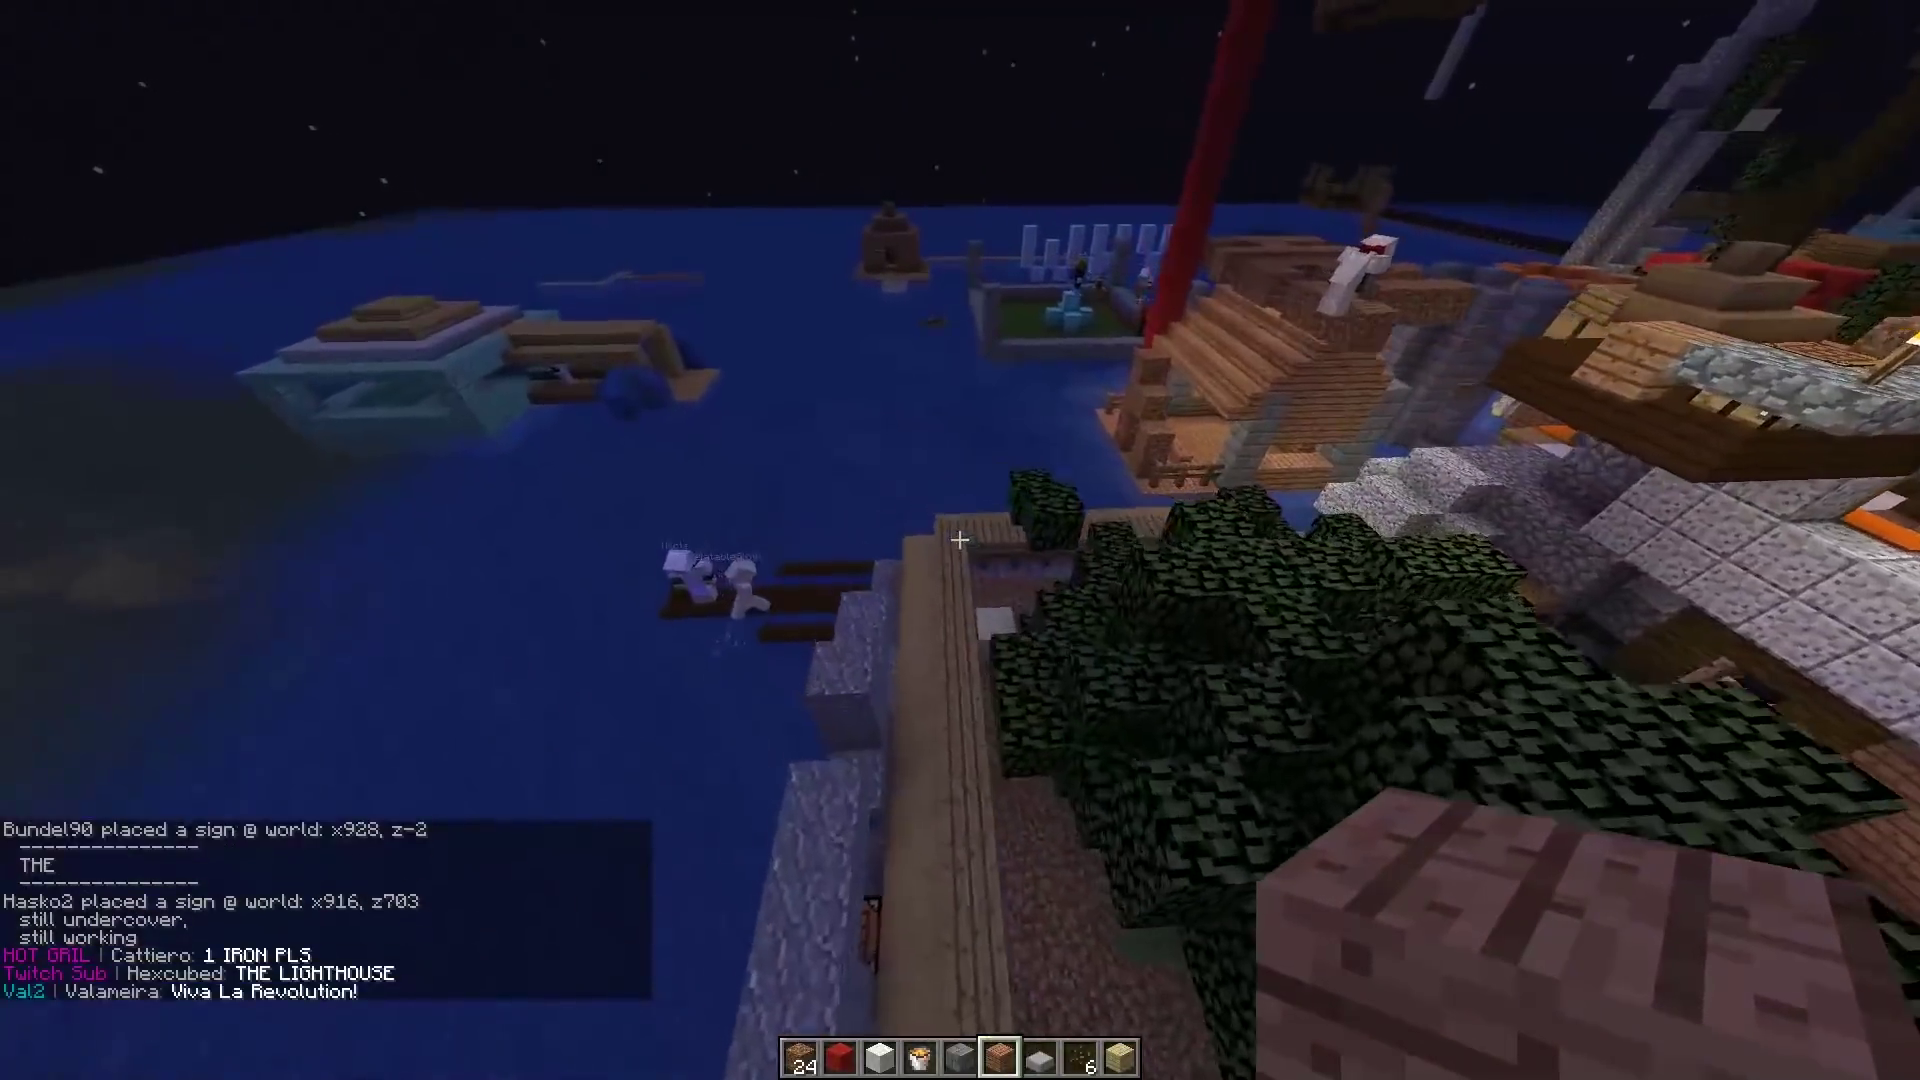 Bundel90 placed a sign @ world: x928, z-2
---------------
THE
---------------
Hasko2 placed a sign @ world: x916, z703
still undercover,
still working
HOT GRIL | Cattiero: 1 IRON PLS
Twitch Sub | Hexcubed: THE LIGHTHOUSE
Val2 | Valameira: Viva La Revolution!
24
6